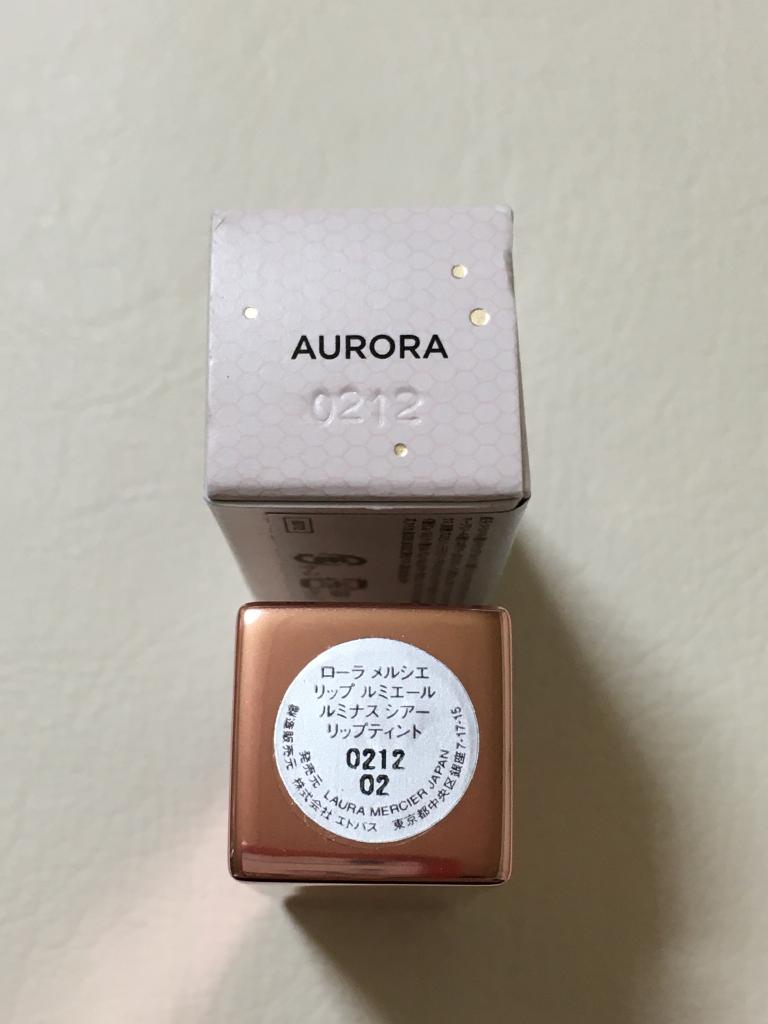 AURORA
0212
ローラ メルシエ
リップ ルミエール
ルミナス シアー
リップティント
0212
02
発売元 LAURA MERCIER JAPAN
製造販売元 株式会社 エトバス 東京都中央区銀座7-17-15